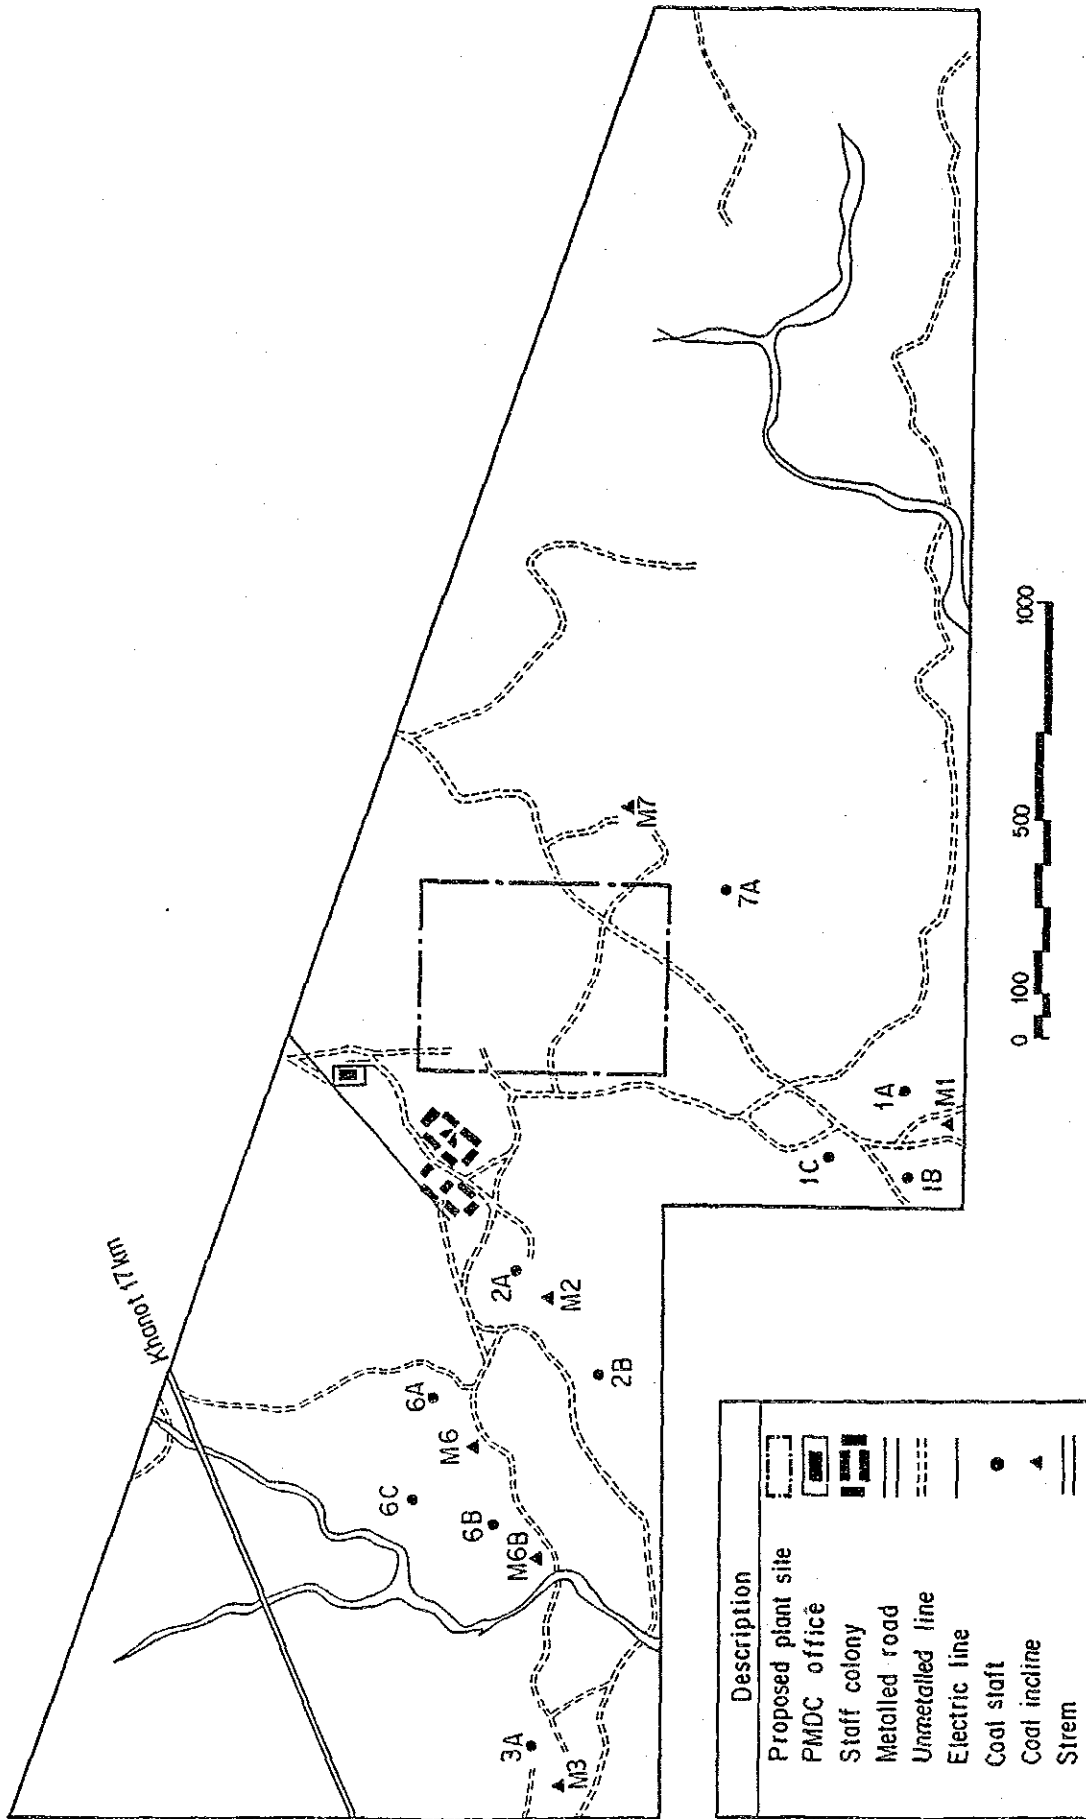 Khanot 17km
6C
6A
M6
6B
M6B
3A
M3
2A
M2
2B
M7
7A
1C
1A
M1
1B
0 100 500 1000
Description
Proposed plant site
PMDC office
Staff colony
Metalled road
Unmetalled line
Electric line
Coal staft
Coal incline
Strem